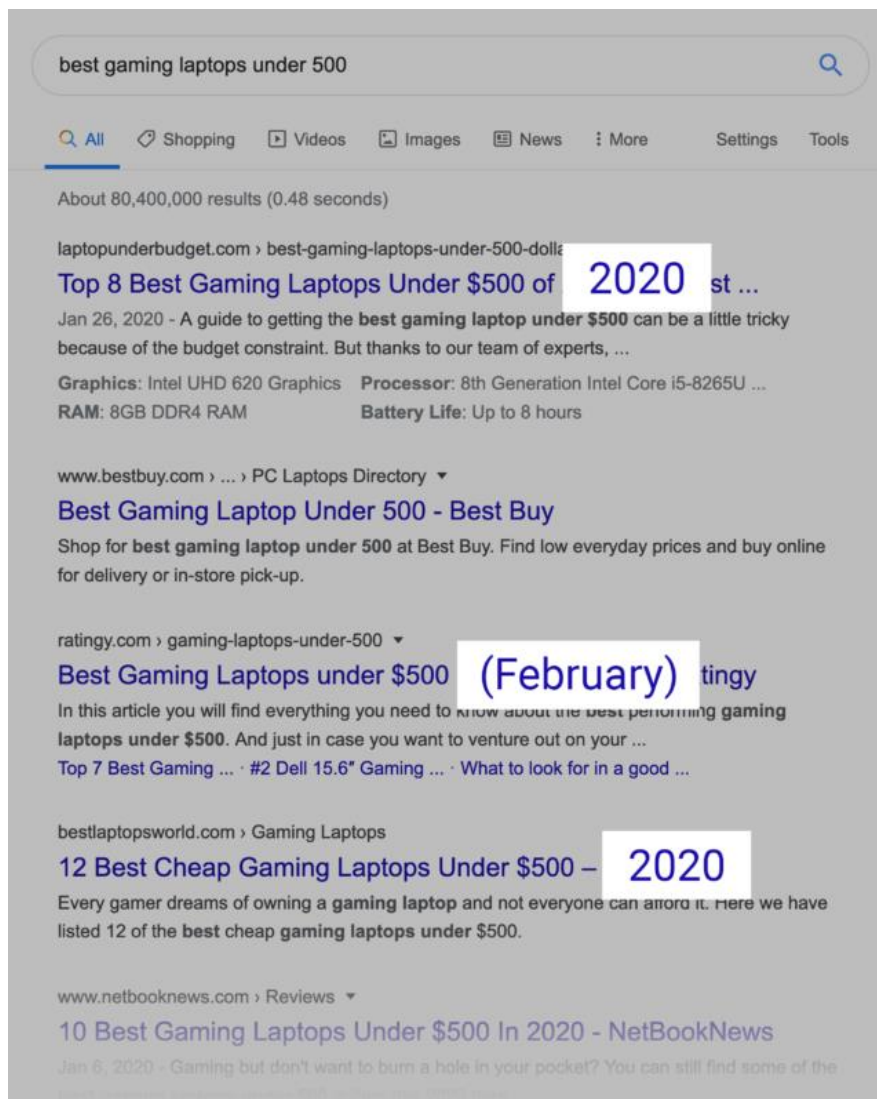 best gaming laptops under 500
All Shopping Videos Images News More Settings Tools
About 80,400,000 results (0.48 seconds)
laptopunderbudget.com › best-gaming-laptops-under-500-dolla
Top 8 Best Gaming Laptops Under $500 of 2020 st ...
Jan 26, 2020 - A guide to getting the best gaming laptop under $500 can be a little tricky
because of the budget constraint. But thanks to our team of experts, ...
Graphics: Intel UHD 620 Graphics Processor: 8th Generation Intel Core i5-8265U ...
RAM: 8GB DDR4 RAM Battery Life: Up to 8 hours
www.bestbuy.com › ... › PC Laptops Directory
Best Gaming Laptop Under 500 - Best Buy
Shop for best gaming laptop under 500 at Best Buy. Find low everyday prices and buy online
for delivery or in-store pick-up.
ratingy.com › gaming-laptops-under-500
Best Gaming Laptops under $500 (February) tingy
In this article you will find everything you need to know about the best performing gaming
laptops under $500. And just in case you want to venture out on your ...
Top 7 Best Gaming ... · #2 Dell 15.6″ Gaming ... · What to look for in a good ...
bestlaptopsworld.com › Gaming Laptops
12 Best Cheap Gaming Laptops Under $500 – 2020
Every gamer dreams of owning a gaming laptop and not everyone can afford it. Here we have
listed 12 of the best cheap gaming laptops under $500.
www.netbooknews.com › Reviews
10 Best Gaming Laptops Under $500 In 2020 - NetBookNews
Jan 6, 2020 - Gaming but don't want to burn a hole in your pocket? You can still find some of the